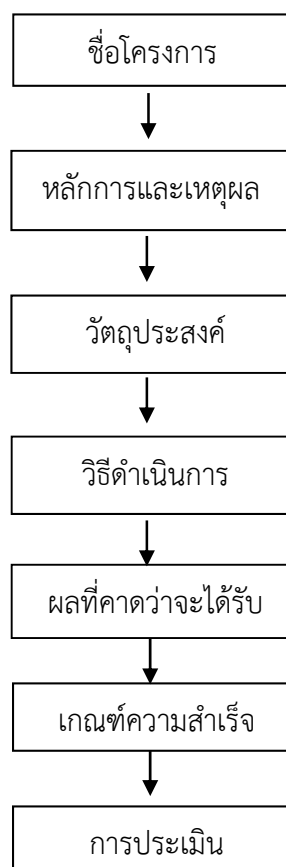 ชื่อโครงการ
หลักการและเหตุผล
วัตถุประสงค์
วิธีดำเนินการ
ผลที่คาดว่าจะได้รับ
เกณฑ์ความสำเร็จ
การประเมิน